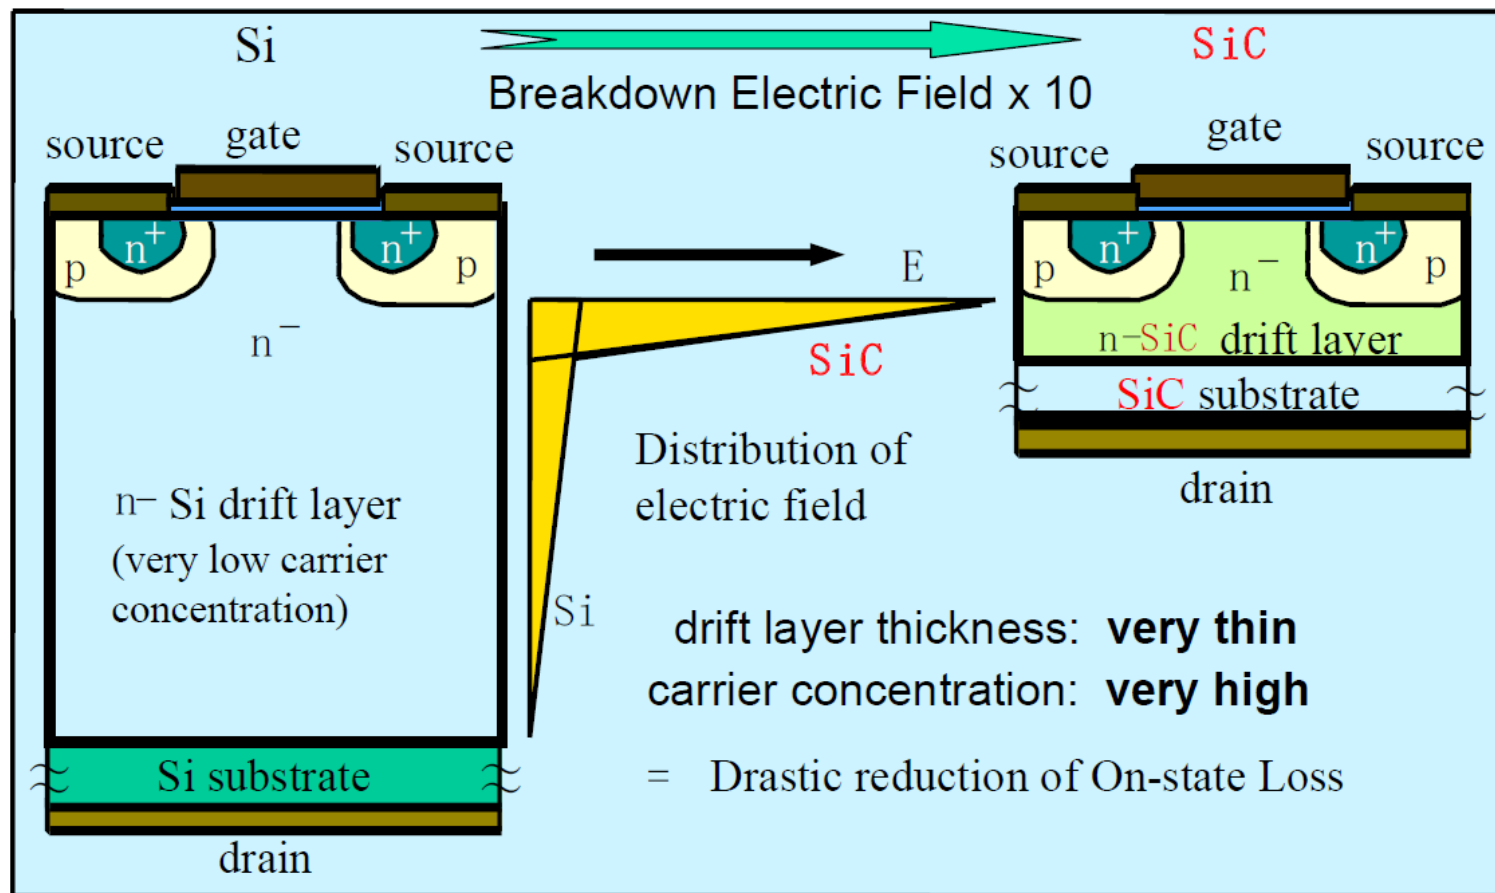 Si
SiC
Breakdown Electric Field x 10
source
gate
source
n+
p
n+
p
n−
n− Si drift layer
(very low carrier
concentration)
Si substrate
drain
E
SiC
Si
Distribution of
electric field
source
gate
source
n+
p
n+
p
n−
n-SiC drift layer
SiC substrate
drain
drift layer thickness: very thin
carrier concentration: very high
= Drastic reduction of On-state Loss